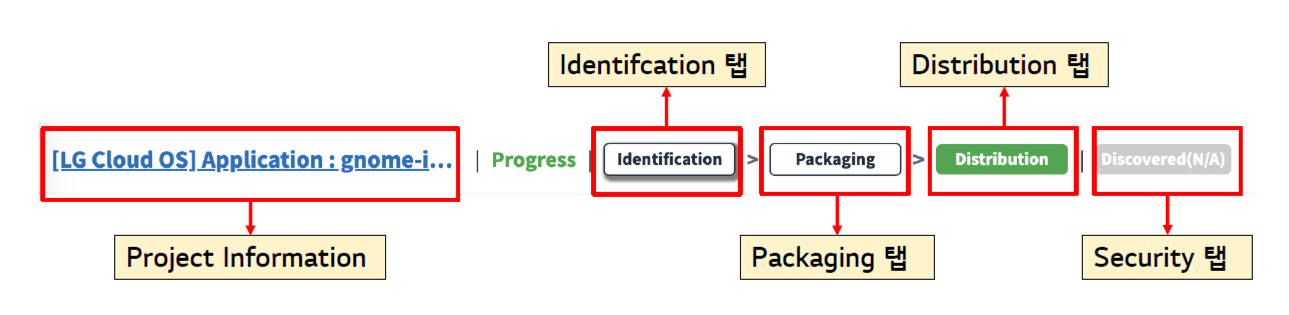 Identifcation 탭
Distribution 탭
[LG Cloud OS] Application : gnome-i... | Progress | Identification > Packaging > Distribution | Discovered(N/A)
Project Information
Packaging 탭
Security 탭